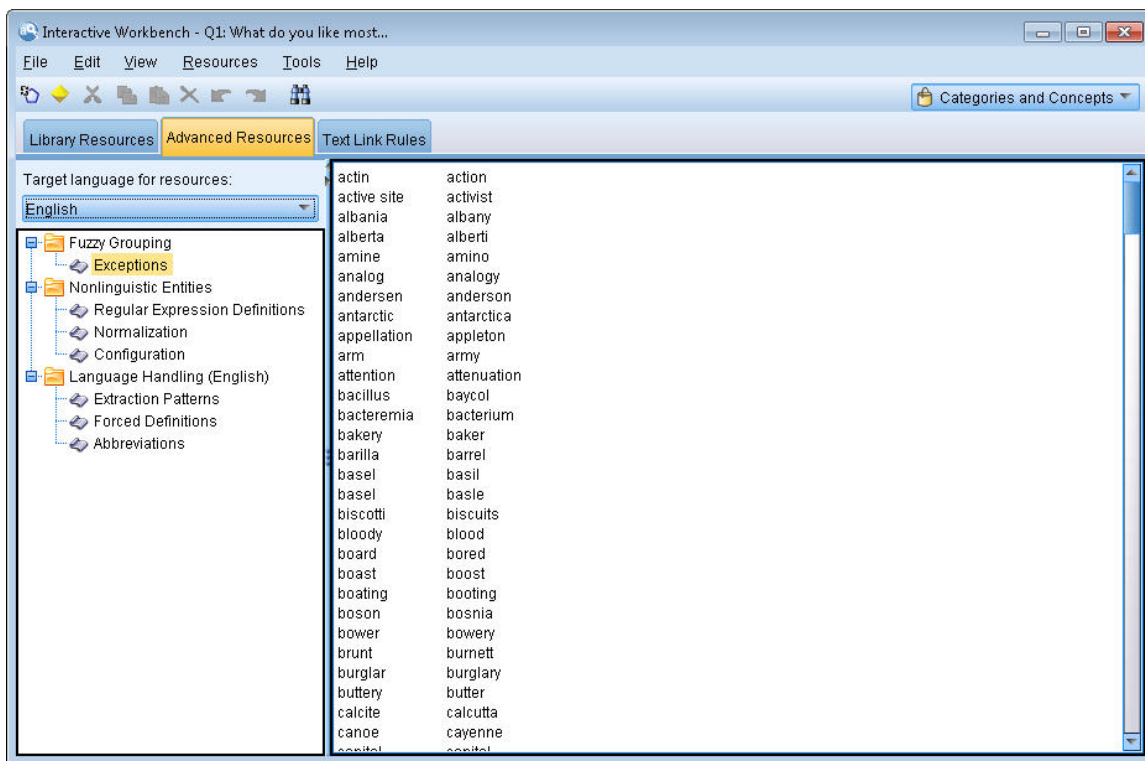 Interactive Workbench - Q1: What do you like most...
File Edit View Resources Tools Help
Categories and Concepts
Library Resources Advanced Resources Text Link Rules
Target language for resources:
English
Fuzzy Grouping
Exceptions
Nonlinguistic Entities
Regular Expression Definitions
Normalization
Configuration
Language Handling (English)
Extraction Patterns
Forced Definitions
Abbreviations
actin action
active site activist
albania albany
alberta alberti
amine amino
analog analogy
andersen anderson
antarctic antarctica
appellation appleton
arm army
attention attenuation
bacillus baycol
bacteremia bacterium
bakery baker
barilla barrel
basel basil
basel basle
biscotti biscuits
bloody blood
board bored
boast boost
boating booting
boson bosnia
bower bowery
brunt burnett
burglar burglary
buttery butter
calcite calcutta
canoe cayenne